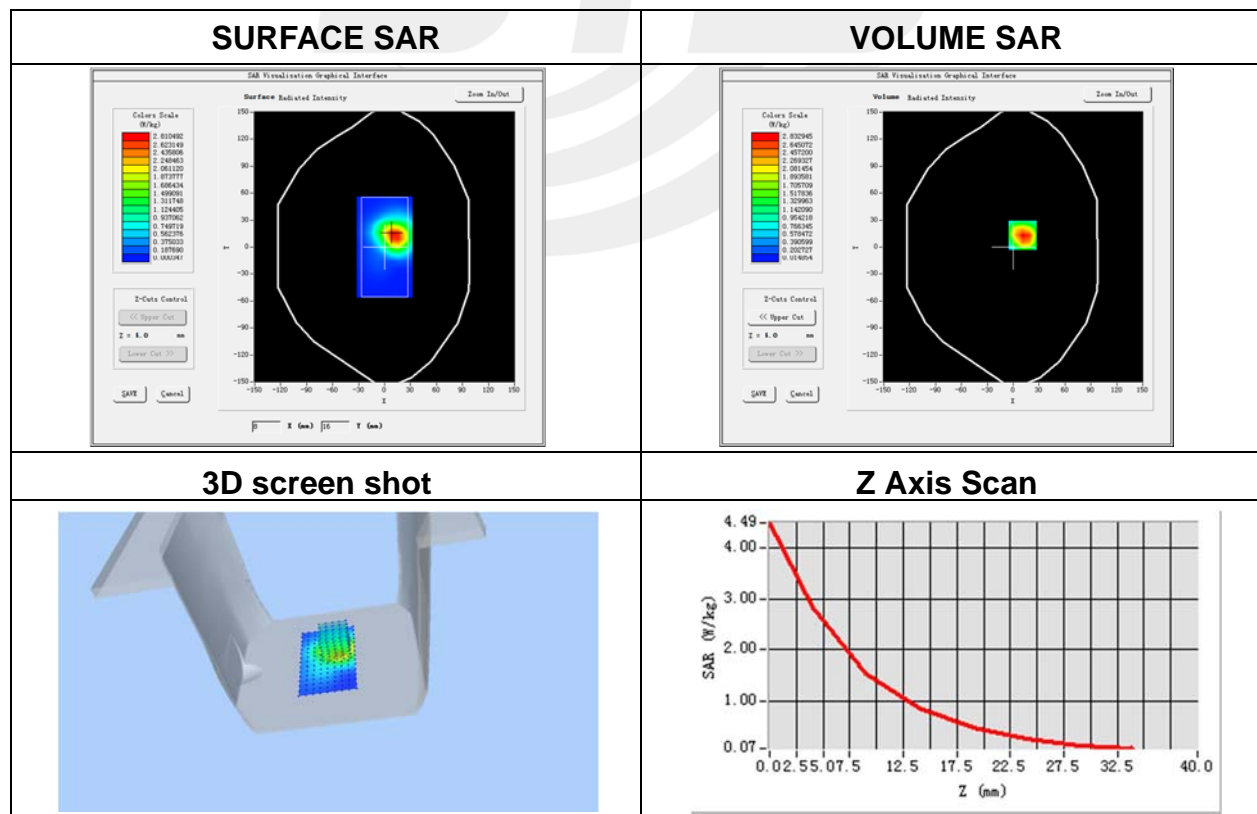 SURFACE SAR
VOLUME SAR
SAR Visualisation Graphical Interface
Surface Radiated Intensity
Zoom In/Out
Colors Scale
(W/kg)
2.810492
2.623149
2.435806
2.248463
2.061120
1.873777
1.686434
1.499091
1.311748
1.124405
0.937062
0.749719
0.562376
0.375033
0.187690
0.000347
150
120
90
60
30
0
-30
-60
-90
-120
-150
Y
-150 -120 -90 -60 -30 0 30 60 90 120 150
X
Z-Cuts Control
<< Upper Cut
Z = 4.0 mm
Lower Cut >>
SAVE Cancel
8 X (mm) 16 Y (mm)
SAR Visualisation Graphical Interface
Volume Radiated Intensity
Zoom In/Out
Colors Scale
(W/kg)
2.832945
2.645072
2.457200
2.269327
2.081454
1.893581
1.705709
1.517836
1.329963
1.142090
0.954218
0.766345
0.578472
0.390599
0.202727
0.014854
150
120
90
60
30
0
-30
-60
-90
-120
-150
Y
-150 -120 -90 -60 -30 0 30 60 90 120 150
X
Z-Cuts Control
<< Upper Cut
Z = 4.0 mm
Lower Cut >>
SAVE Cancel
3D screen shot
Z Axis Scan
4.49
4.00
3.00
2.00
1.00
0.07
SAR (W/kg)
0.0 2.5 5.0 7.5 12.5 17.5 22.5 27.5 32.5 40.0
Z (mm)